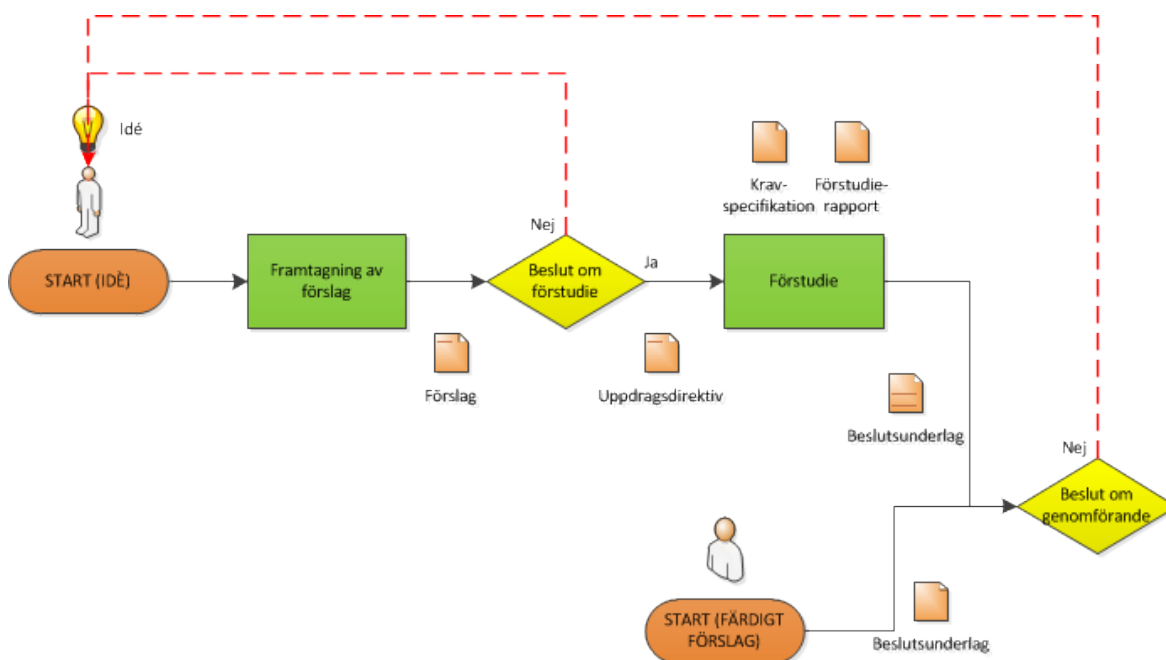 Idé
START (IDÈ)
Framtagning av
förslag
Förslag
Nej
Beslut om
förstudie
Ja
Uppdragsdirektiv
Krav-
specifikation
Förstudie-
rapport
Förstudie
Beslutsunderlag
Nej
Beslut om
genomförande
START (FÄRDIGT
FÖRSLAG)
Beslutsunderlag